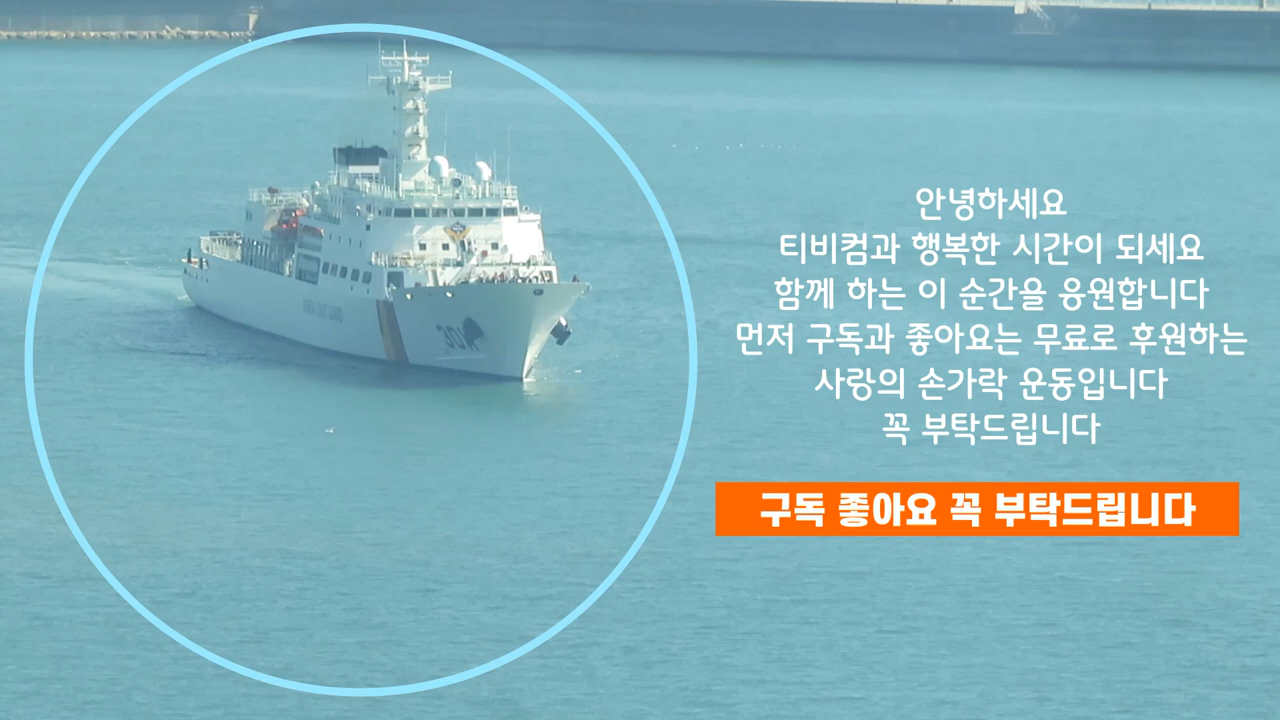 안녕하세요
티비컴과 행복한 시간이 되세요
함께 하는 이 순간을 응원합니다
먼저 구독과 좋아요는 무료로 후원하는
사랑의 손가락 운동입니다
꼭 부탁드립니다
구독 좋아요 꼭 부탁드립니다
KOREA COAST GUARD